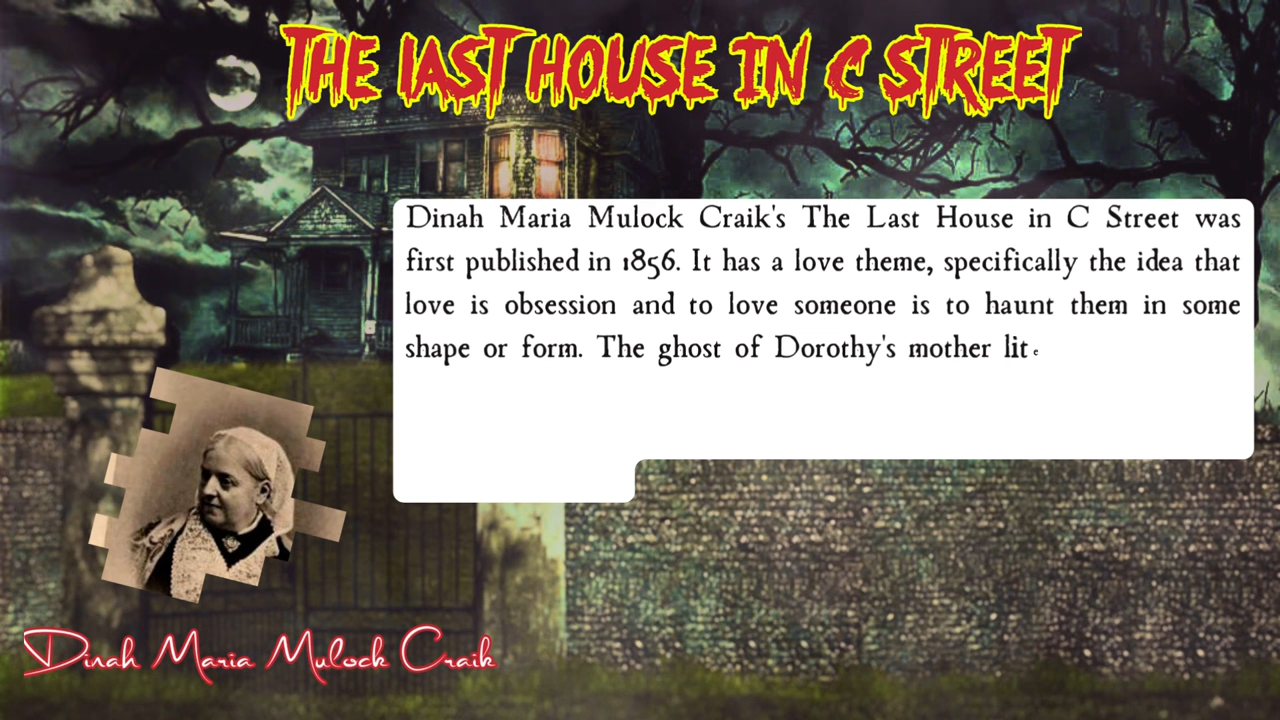 THE LAST HOUSE IN C STREET
Dinah Maria Mulock Craik's The Last House in C Street was
first published in 1856. It has a love theme, specifically the idea that
love is obsession and to love someone is to haunt them in some
shape or form. The ghost of Dorothy's mother lite
Dinah Maria Mulock Craik